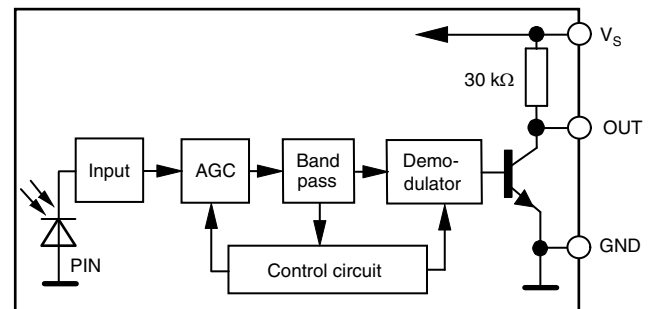 V_S
30 kΩ
OUT
Input
AGC
Band
pass
Demo-
dulator
GND
PIN
Control circuit